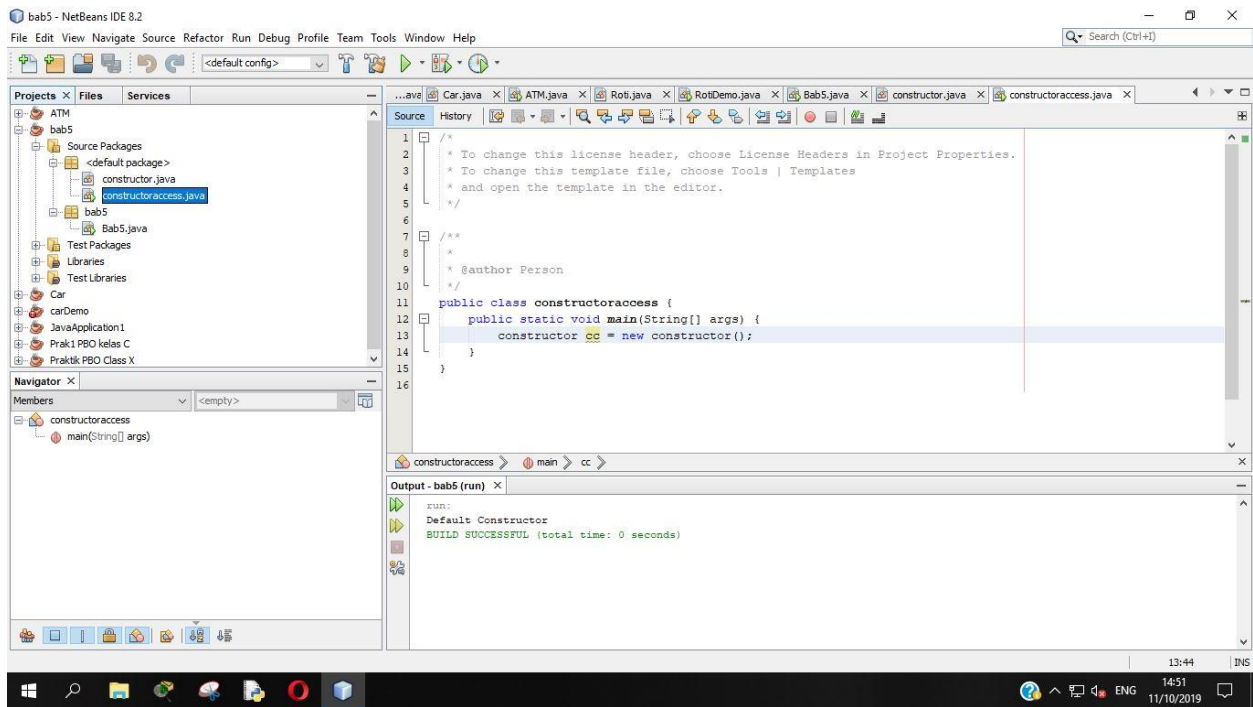 bab5 - NetBeans IDE 8.2
File Edit View Navigate Source Refactor Run Debug Profile Team Tools Window Help
Search (Ctrl+I)
<default config>
Projects Files Services
ATM
bab5
Source Packages
<default package>
constructor.java
constructoraccess.java
bab5
Bab5.java
Test Packages
Libraries
Test Libraries
Car
carDemo
JavaApplication1
Prak1 PBO kelas C
Praktik PBO Class X
Navigator
Members <empty>
constructoraccess
main(String[] args)
...ava Car.java ATM.java Roti.java RotiDemo.java Bab5.java constructor.java constructoraccess.java
Source History
1 /*
2 * To change this license header, choose License Headers in Project Properties.
3 * To change this template file, choose Tools | Templates
4 * and open the template in the editor.
5 */
6
7 /**
8 *
9 * @author Person
10 */
11 public class constructoraccess {
12 public static void main(String[] args) {
13 constructor cc = new constructor();
14 }
15 }
16
constructoraccess main cc
Output - bab5 (run)
run:
Default Constructor
BUILD SUCCESSFUL (total time: 0 seconds)
13:44 INS
ENG
14:51
11/10/2019